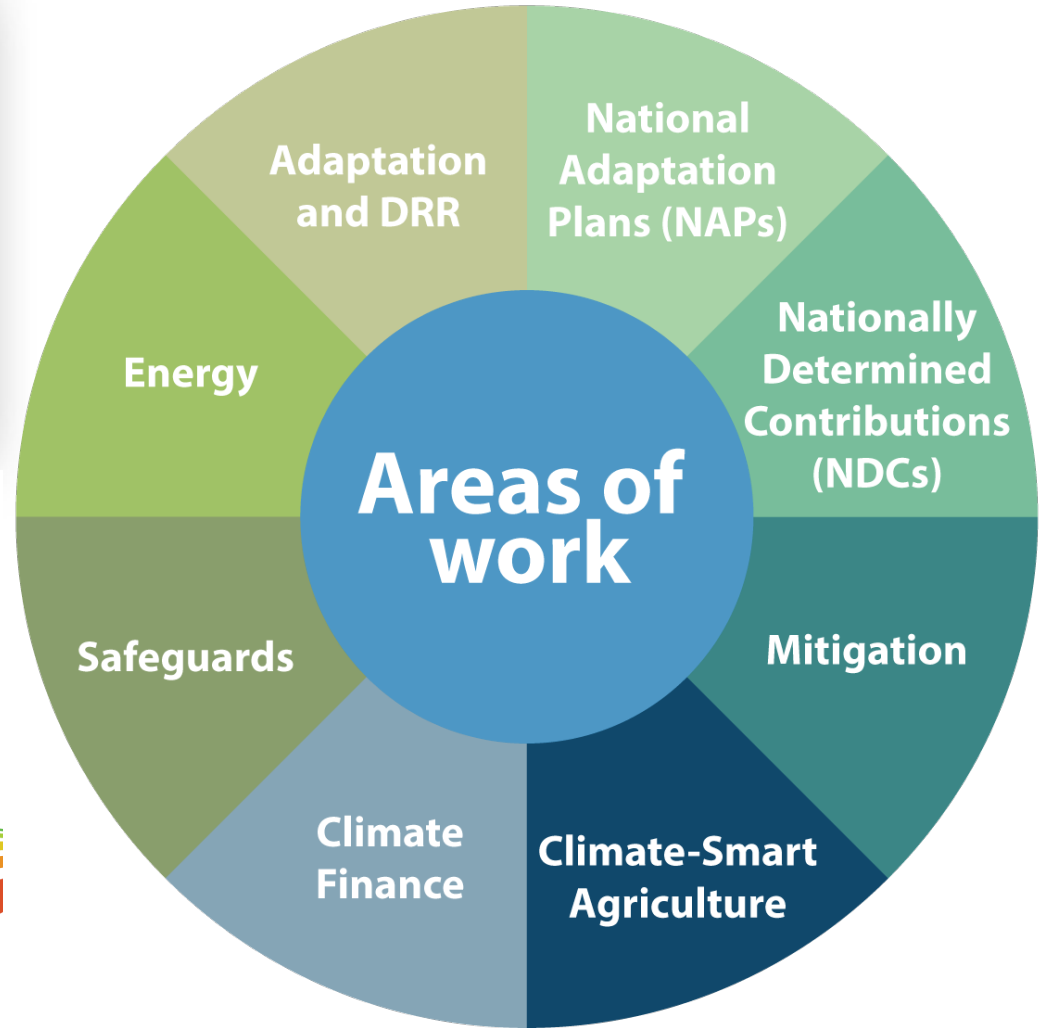 Areas of
work
National
Adaptation
Plans (NAPs)
Nationally
Determined
Contributions
(NDCs)
Mitigation
Climate-Smart
Agriculture
Climate
Finance
Safeguards
Energy
Adaptation
and DRR